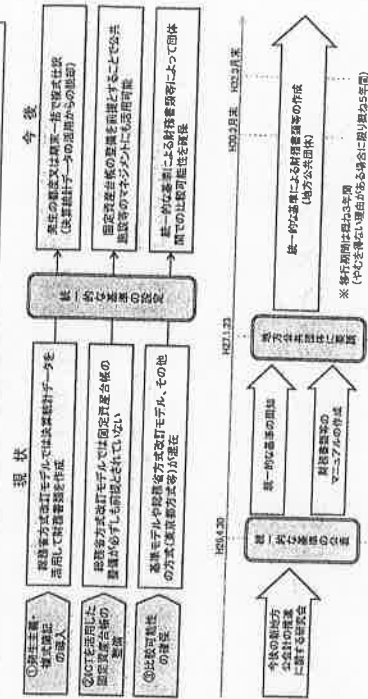 現状
今後
①発生主義・
複式簿記
の導入
総務省方式改訂モデルでは決算統計データを
活用して財務書類を作成
発生の都度又は期末一括で複式仕訳
(決算統計データの活用からの脱却)
②ICTを活用した
固定資産台帳の
整備
総務省方式改訂モデルでは固定資産台帳の
整備が必ずしも前提とされていない
統一的な基準の設定
固定資産台帳の整備を前提とすることで公共
施設等のマネジメントにも活用可能
③比較可能性
の確保
基準モデルや総務省方式改訂モデル、その他
の方式(東京都方式等)が混在
統一的な基準による財務書類等によって団体
間での比較可能性を確保
H26.4.30
H27.1.23
H30.3月末
H32.3月末
今後の新地方
公会計の推進
に関する研究会
統一的な基準の公表
統一的な基準の周知
財務書類等の
マニュアルの作成
地方公共団体に要請
統一的な基準による財務書類等の作成
(地方公共団体)
※ 移行期間は概ね3年間
(やむを得ない理由がある場合に限り概ね5年間)